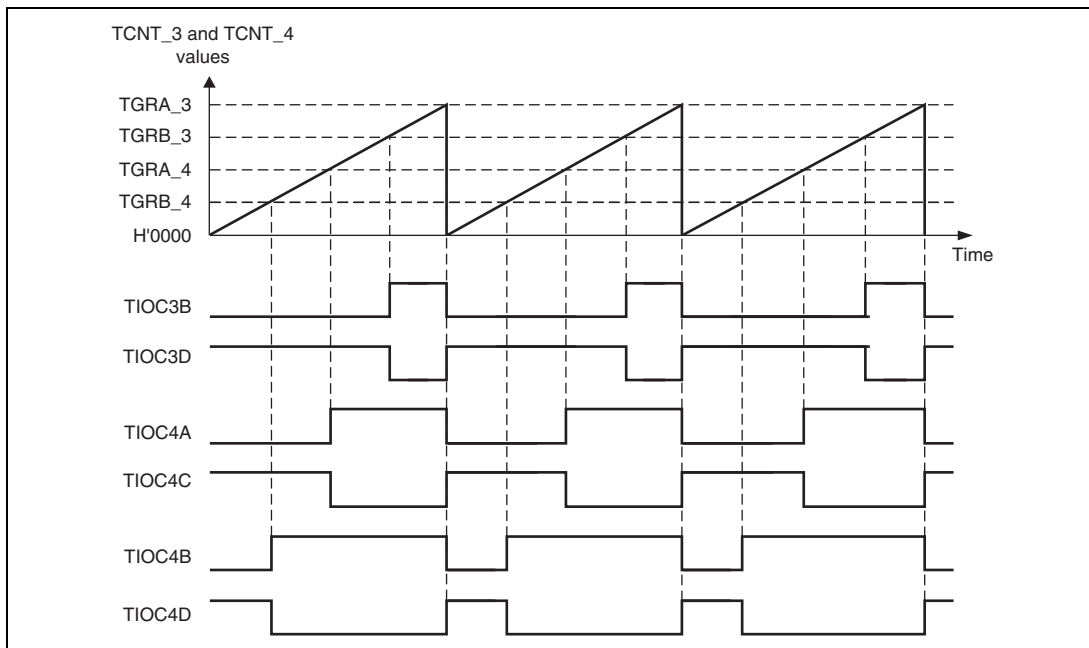 TCNT_3 and TCNT_4
values
TGRA_3
TGRB_3
TGRA_4
TGRB_4
H'0000
Time
TIOC3B
TIOC3D
TIOC4A
TIOC4C
TIOC4B
TIOC4D